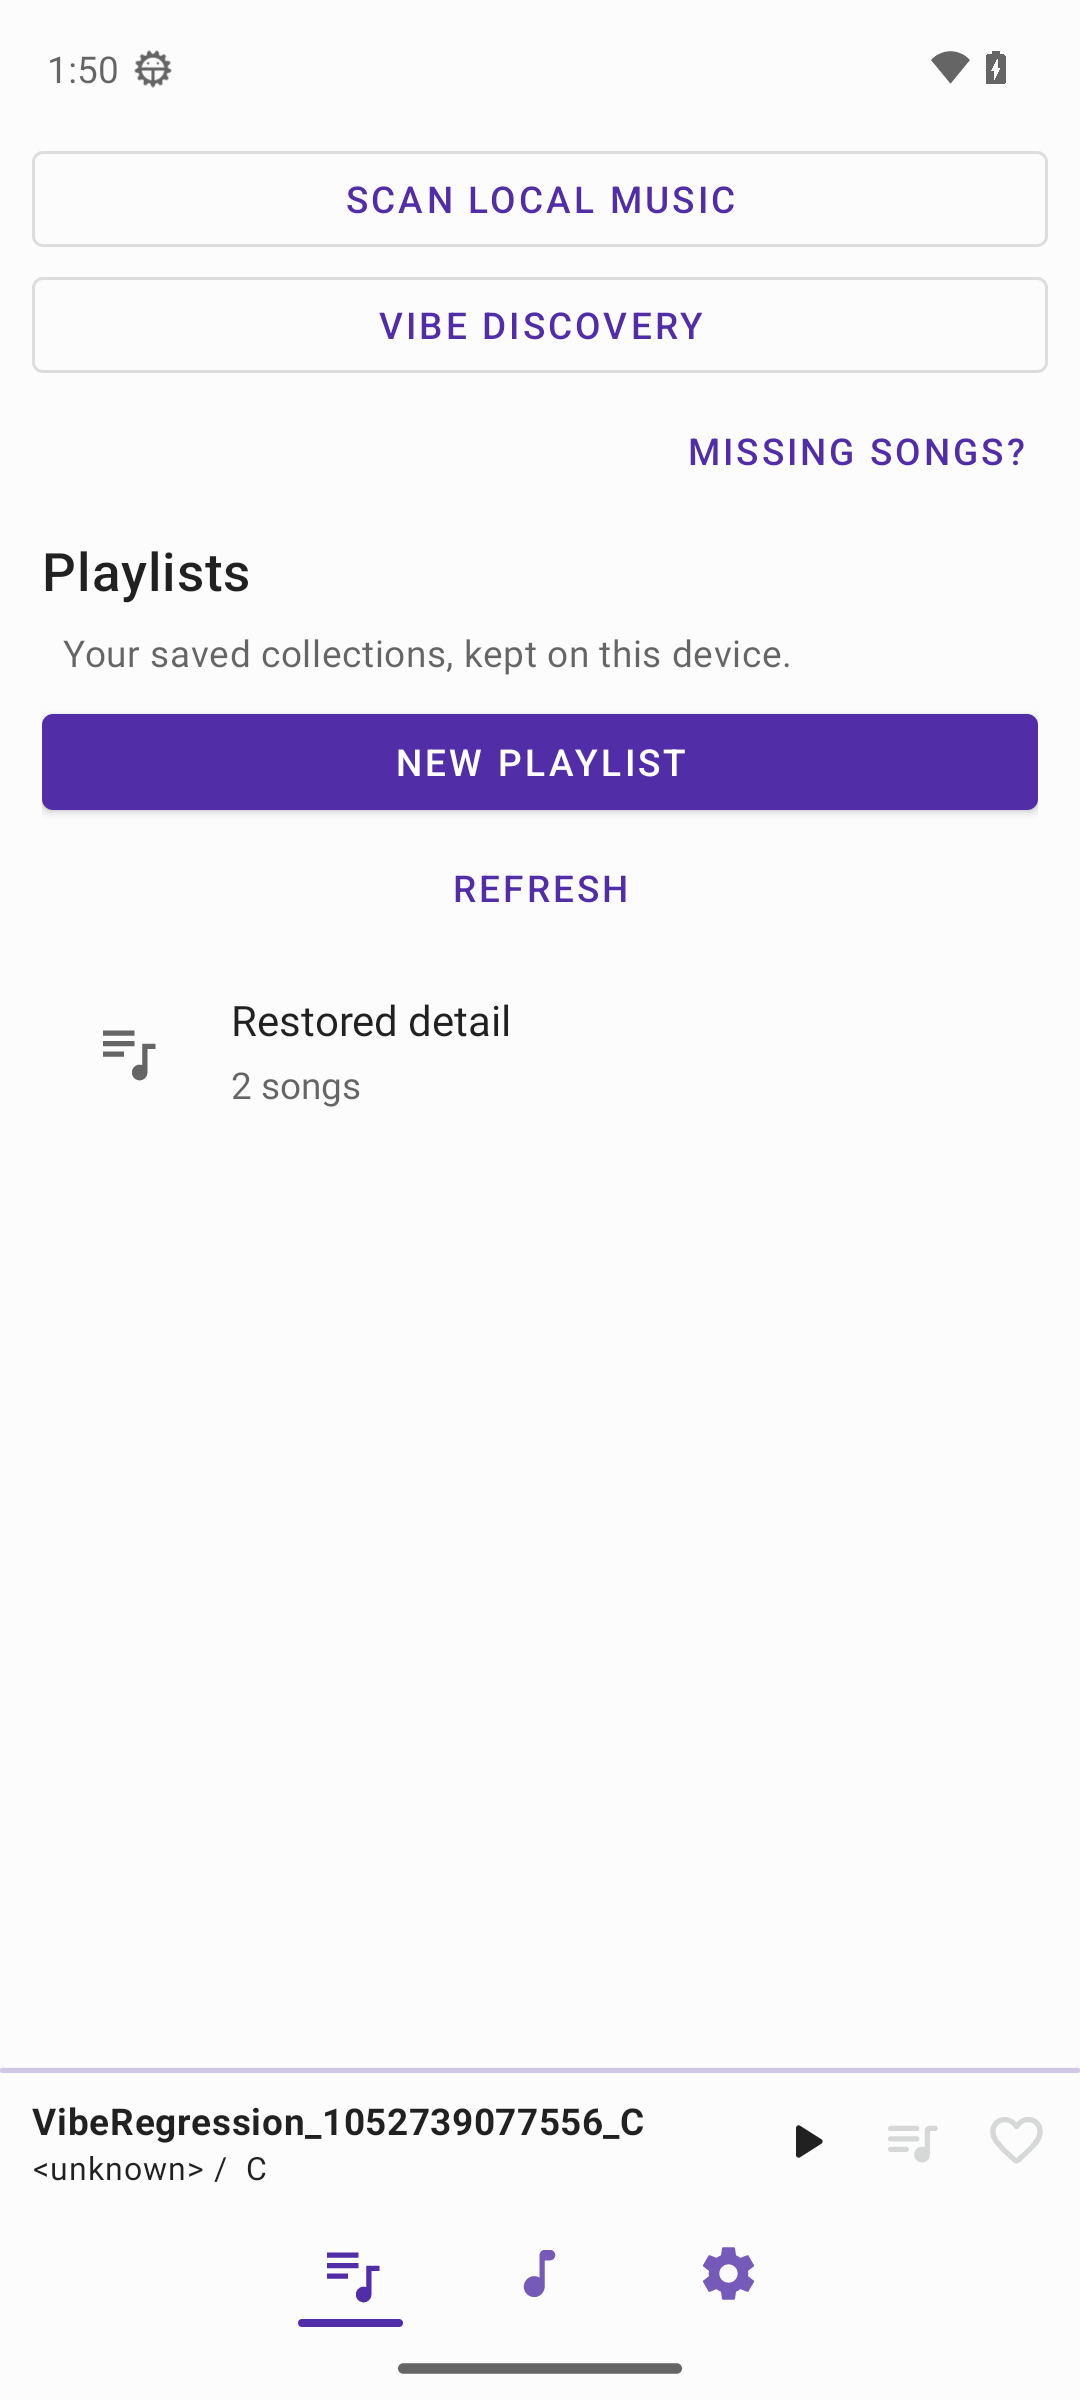 1:50
SCAN LOCAL MUSIC
VIBE DISCOVERY
MISSING SONGS?
Playlists
Your saved collections, kept on this device.
NEW PLAYLIST
REFRESH
Restored detail
2 songs
VibeRegression_1052739077556_C
<unknown> / C